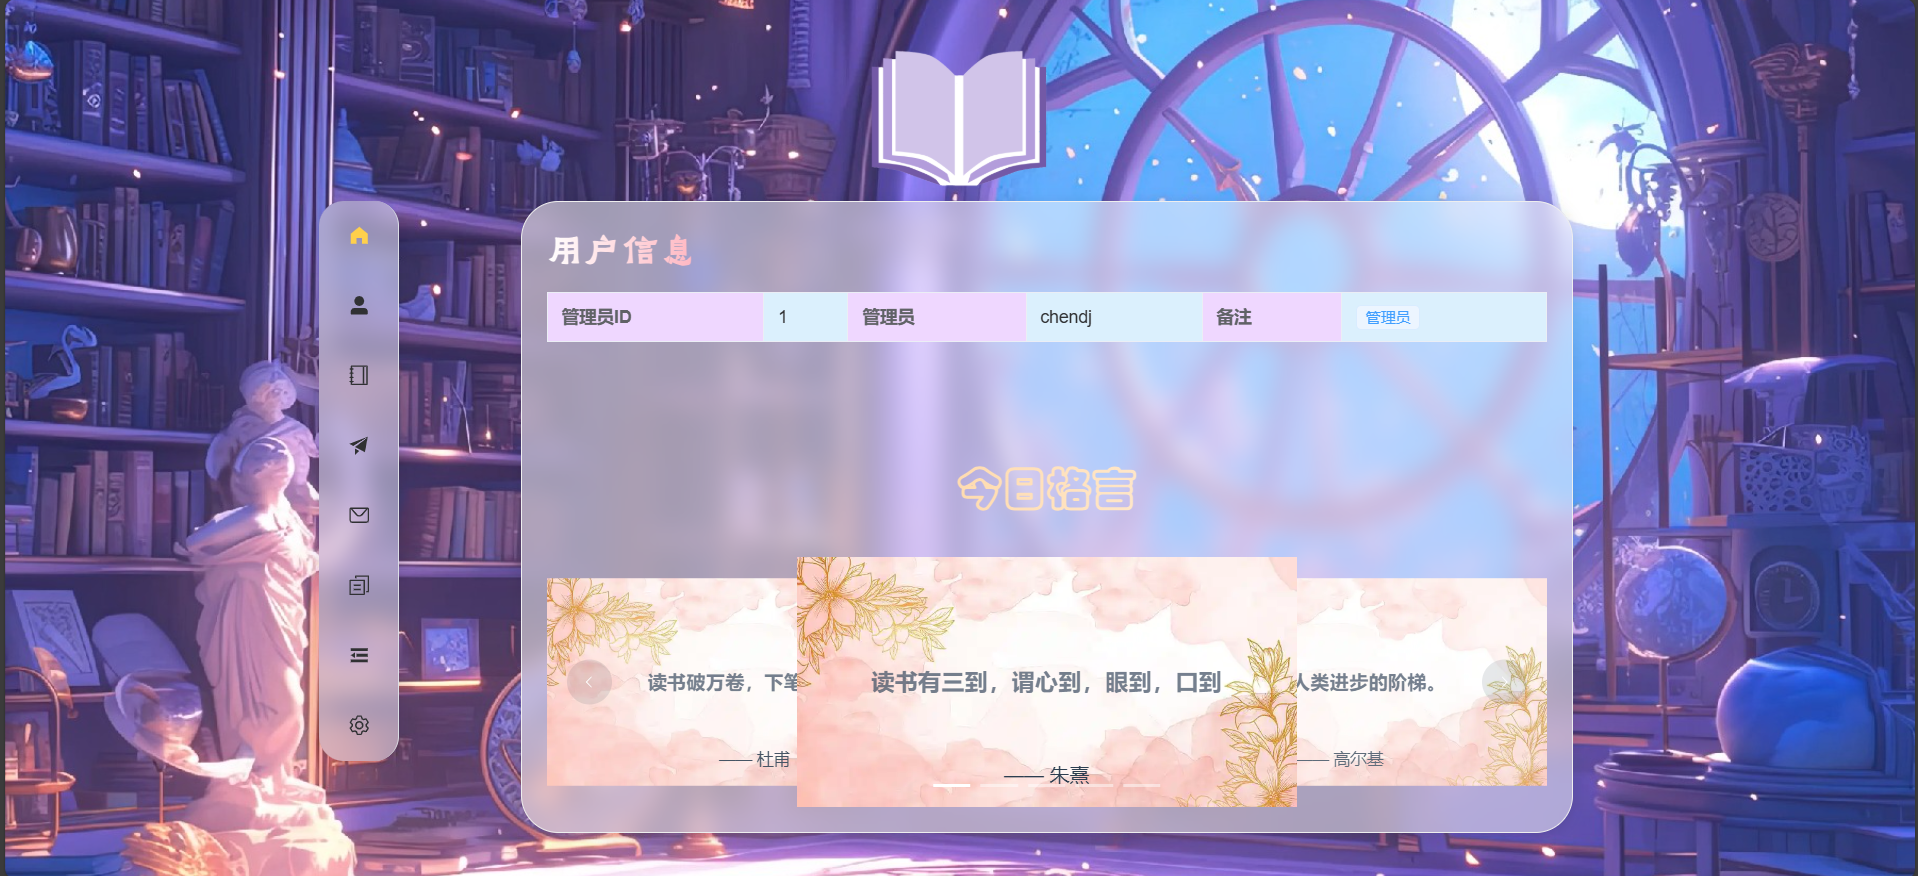 用户信息
管理员ID 1 管理员 chendj 备注 管理员
今日格言
读书破万卷，下笔
—— 杜甫
读书有三到，谓心到，眼到，口到
—— 朱熹
人类进步的阶梯。
—— 高尔基